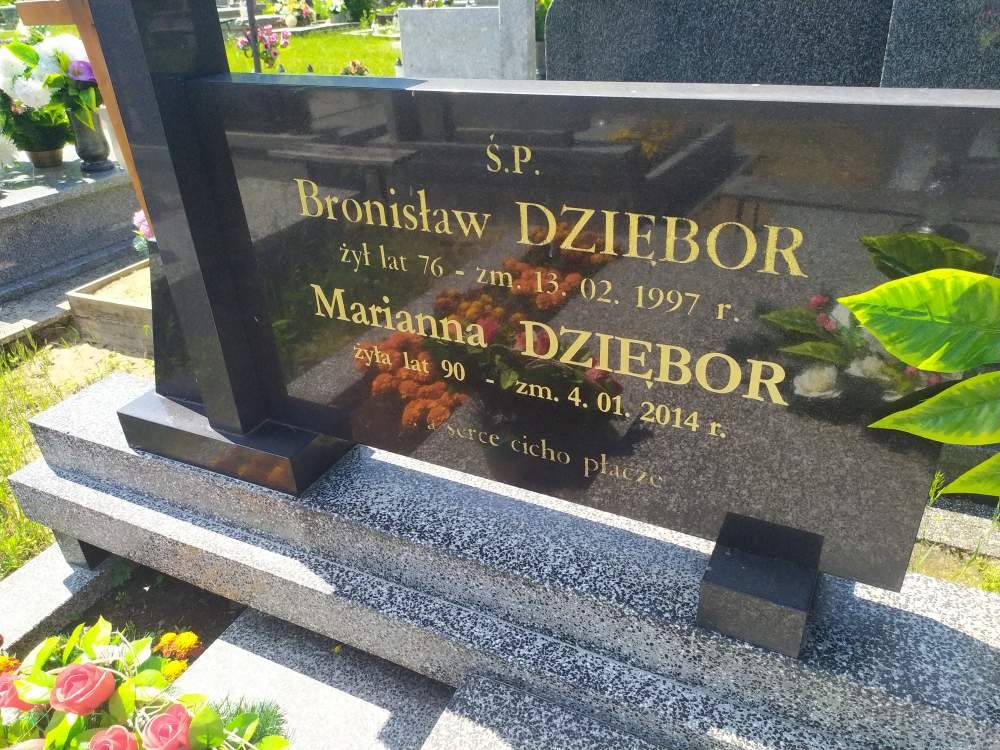 Ś.P.
Bronisław DZIĘBOR
żył lat 76 - zm. 13. 02. 1997 r.
Marianna DZIĘBOR
żyła lat 90 - zm. 4. 01. 2014 r.
. . a serce cicho płacze